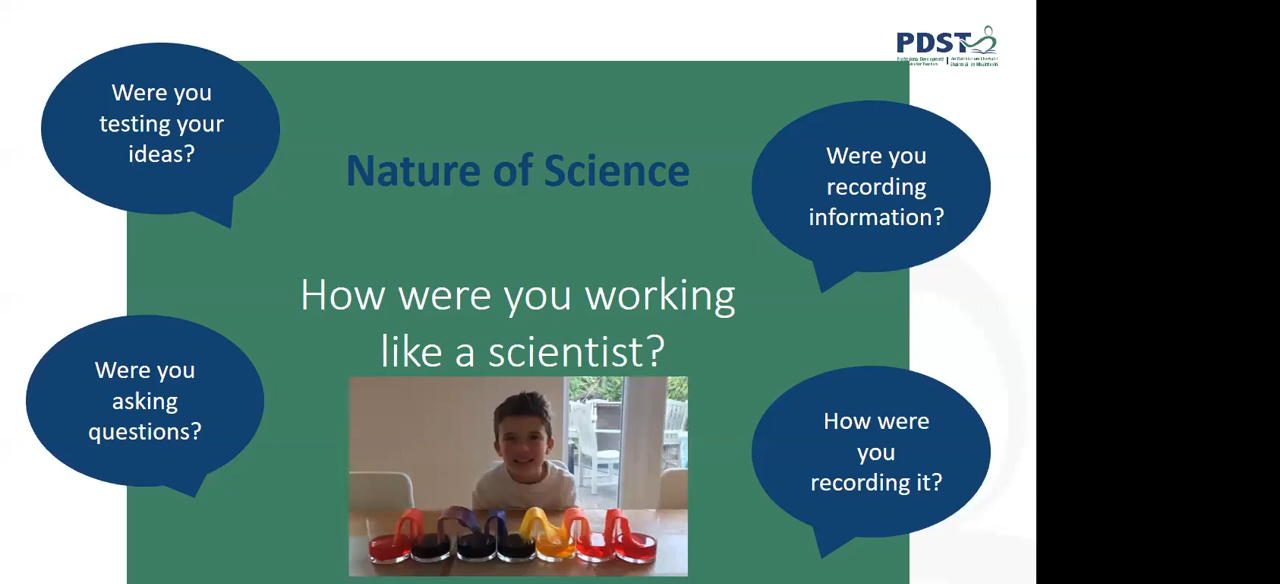 PDST
Were you
testing your
ideas?
Nature of Science
Were you
recording
information?
How were you working
like a scientist?
Were you
asking
questions?
How were
you
recording it?